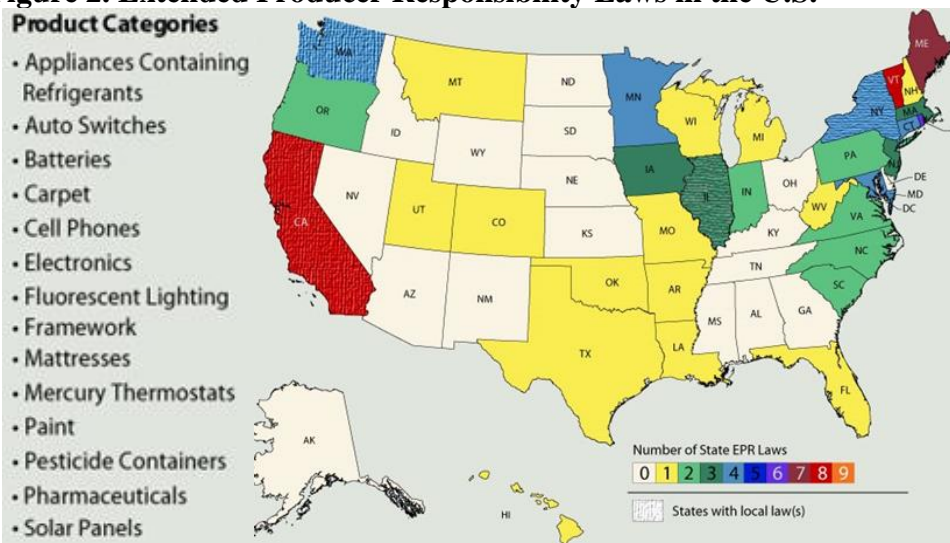 Figure 2. Extended Producer Responsibility Laws in the U.S.
Product Categories
• Appliances Containing
Refrigerants
• Auto Switches
• Batteries
• Carpet
• Cell Phones
• Electronics
• Fluorescent Lighting
• Framework
• Mattresses
• Mercury Thermostats
• Paint
• Pesticide Containers
• Pharmaceuticals
• Solar Panels
WA
MT
ND
MN
ME
VT
NH
OR
ID
SD
WI
MI
NY
MA
CT
WY
IA
NE
PA
NJ
NV
UT
CO
IL
IN
OH
DE
MD
DC
CA
KS
MO
WV
VA
KY
AZ
NM
OK
AR
TN
NC
SC
MS
AL
GA
TX
LA
FL
AK
HI
Number of State EPR Laws
0 1 2 3 4 5 6 7 8 9
States with local law(s)